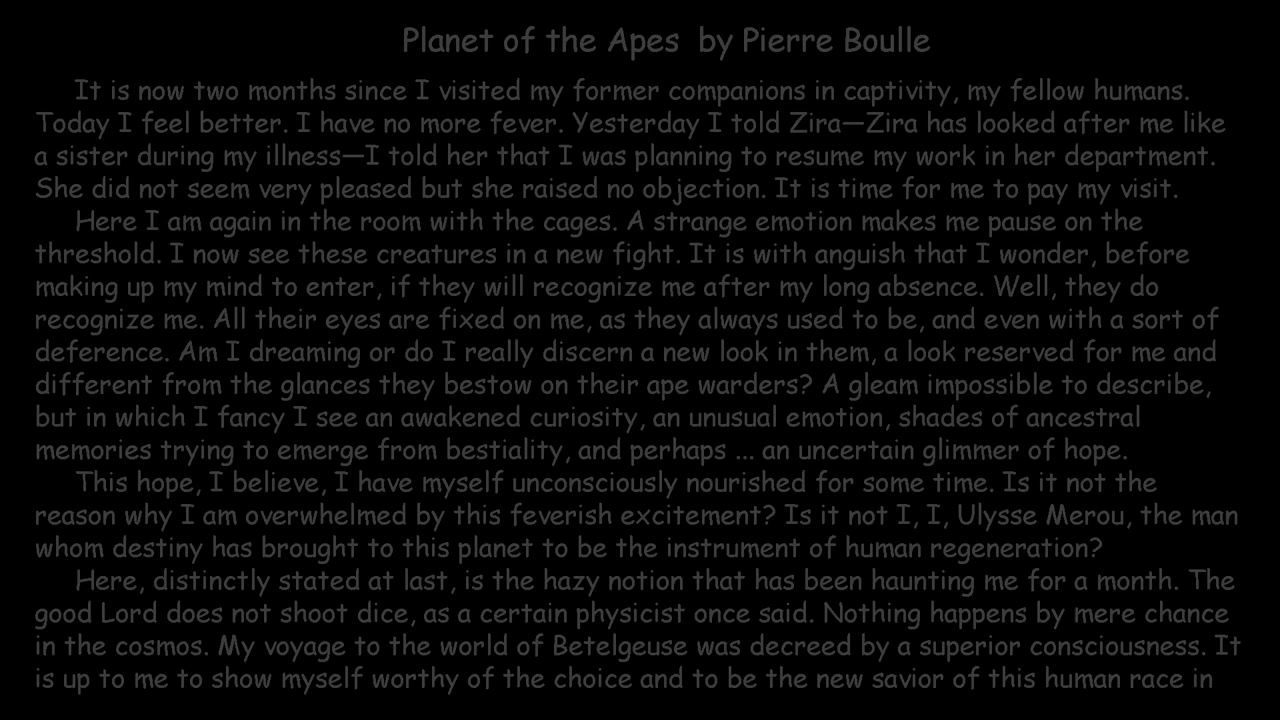 Planet of the Apes  by Pierre Boulle
It is now two months since I visited my former companions in captivity, my fellow humans.
Today I feel better. I have no more fever. Yesterday I told Zira—Zira has looked after me like
a sister during my illness—I told her that I was planning to resume my work in her department.
She did not seem very pleased but she raised no objection. It is time for me to pay my visit.
Here I am again in the room with the cages. A strange emotion makes me pause on the
threshold. I now see these creatures in a new fight. It is with anguish that I wonder, before
making up my mind to enter, if they will recognize me after my long absence. Well, they do
recognize me. All their eyes are fixed on me, as they always used to be, and even with a sort of
deference. Am I dreaming or do I really discern a new look in them, a look reserved for me and
different from the glances they bestow on their ape warders? A gleam impossible to describe,
but in which I fancy I see an awakened curiosity, an unusual emotion, shades of ancestral
memories trying to emerge from bestiality, and perhaps ... an uncertain glimmer of hope.
This hope, I believe, I have myself unconsciously nourished for some time. Is it not the
reason why I am overwhelmed by this feverish excitement? Is it not I, I, Ulysse Merou, the man
whom destiny has brought to this planet to be the instrument of human regeneration?
Here, distinctly stated at last, is the hazy notion that has been haunting me for a month. The
good Lord does not shoot dice, as a certain physicist once said. Nothing happens by mere chance
in the cosmos. My voyage to the world of Betelgeuse was decreed by a superior consciousness. It
is up to me to show myself worthy of the choice and to be the new savior of this human race in